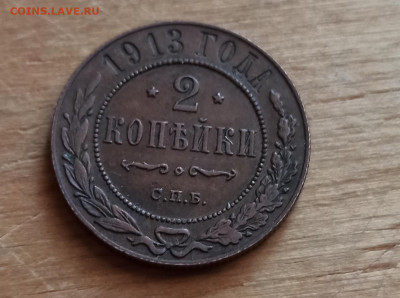 COINS.LAVE.RU
1913 ГОДА
* 2 *
КОПѢЙКИ
С.П.Б.